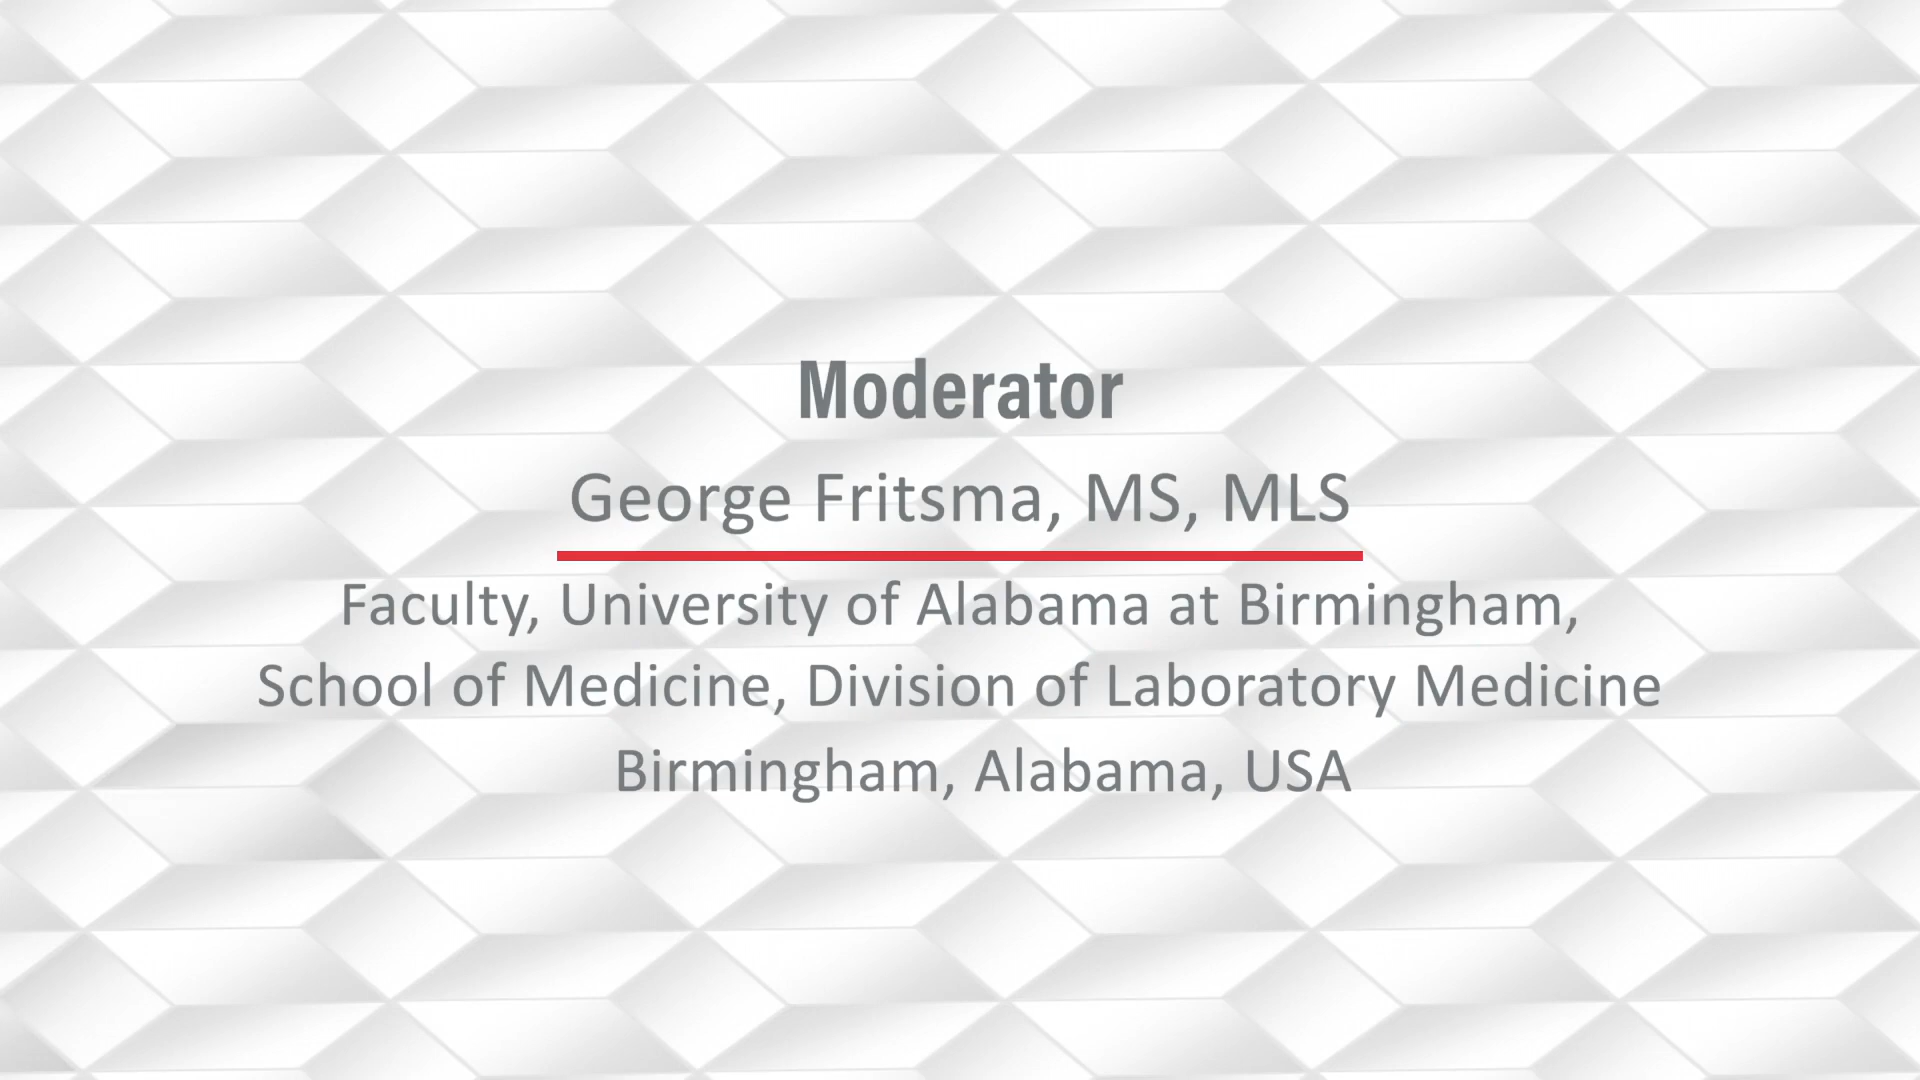 Moderator
George Fritsma, MS, MLS
Faculty, University of Alabama at Birmingham,
School of Medicine, Division of Laboratory Medicine
Birmingham, Alabama, USA